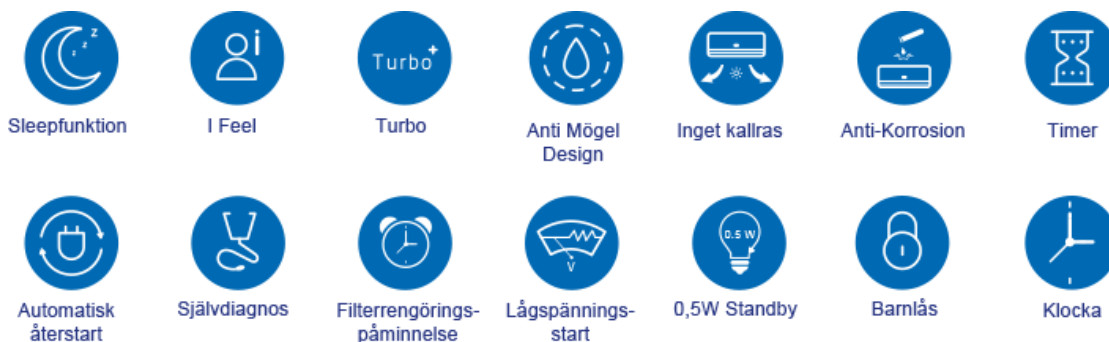 z z z
i
Turbo+
Sleepfunktion
I Feel
Turbo
Anti Mögel
Design
Inget kallras
Anti-Korrosion
Timer
0.5 W
V
Automatisk
återstart
Självdiagnos
Filterrengörings-
påminnelse
Lågspännings-
start
0,5W Standby
Barnlås
Klocka